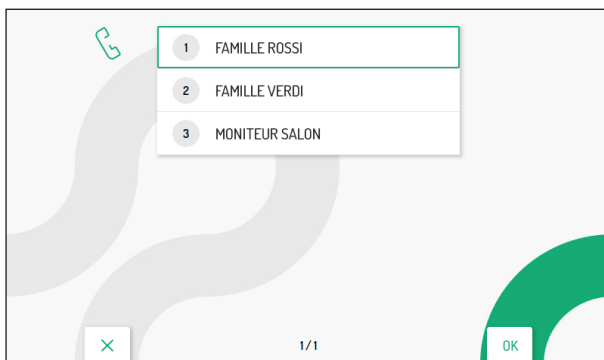 1 FAMILLE ROSSI
2 FAMILLE VERDI
3 MONITEUR SALON
1/1
OK